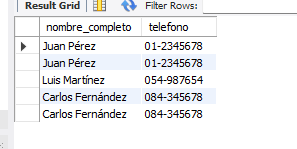 Result Grid Filter Rows:
nombre_completo telefono
Juan Pérez 01-2345678
Juan Pérez 01-2345678
Luis Martínez 054-987654
Carlos Fernández 084-345678
Carlos Fernández 084-345678